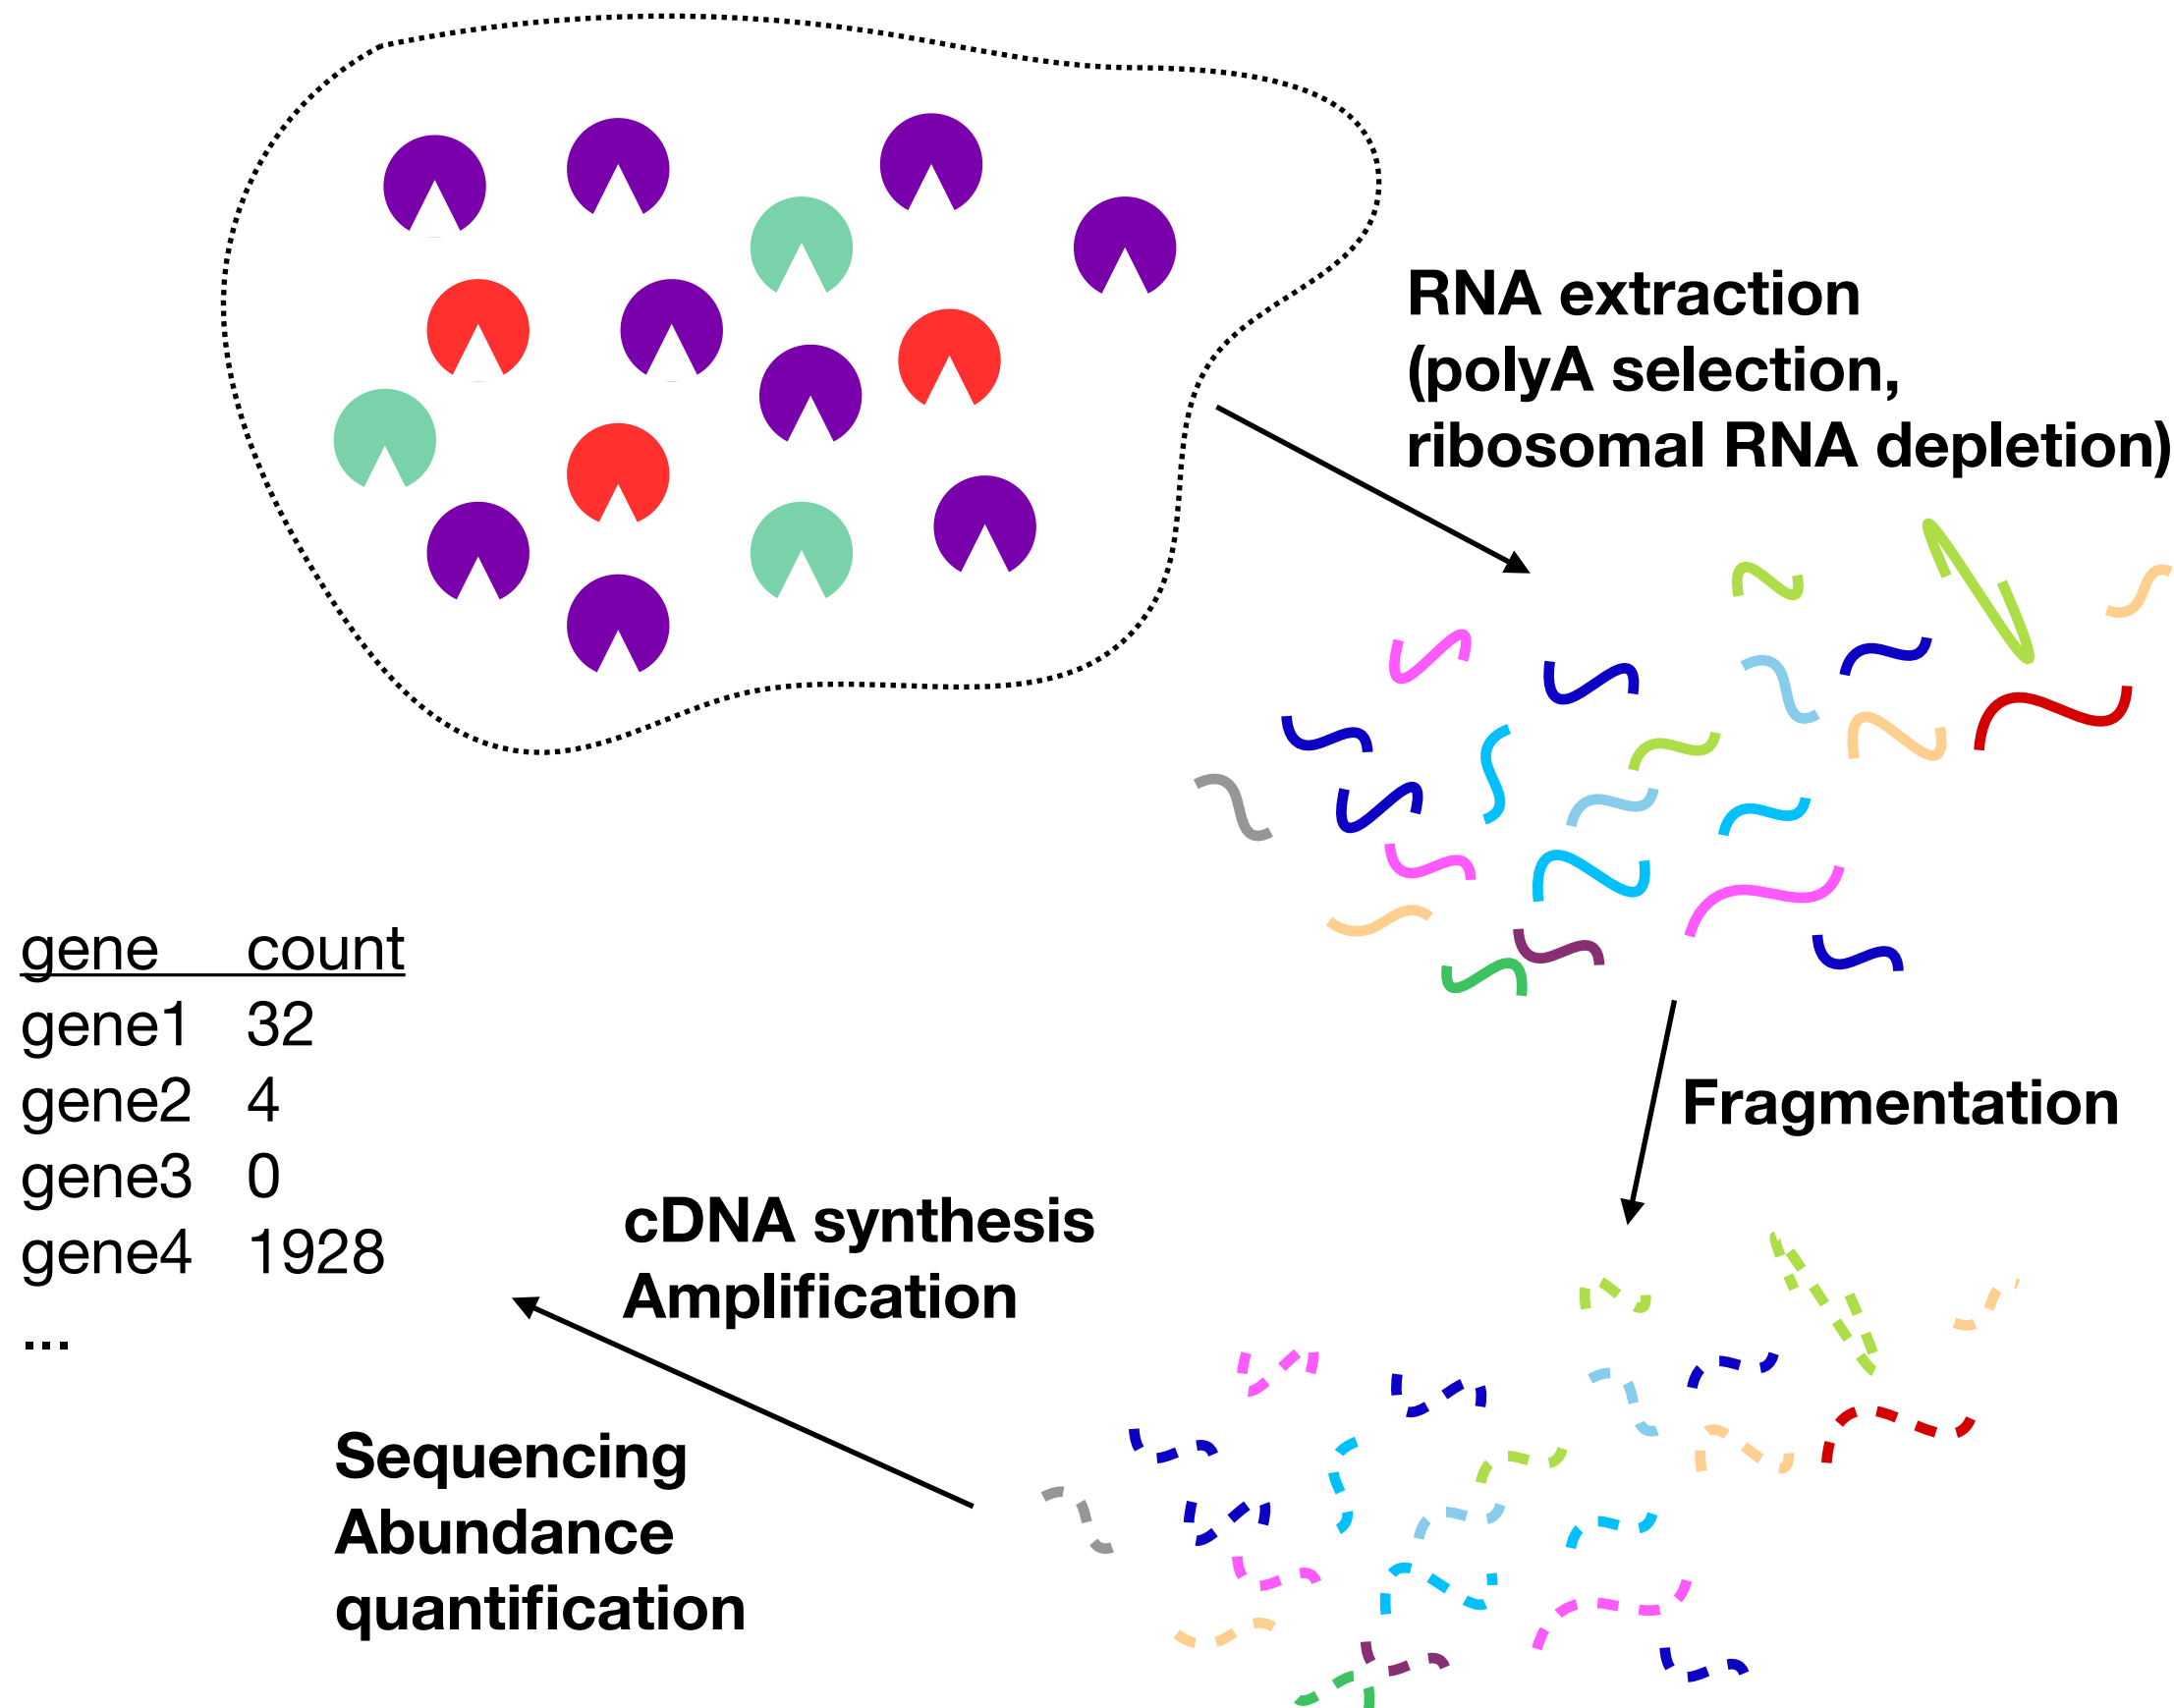 RNA extraction
(polyA selection,
ribosomal RNA depletion)
Fragmentation
cDNA synthesis
Amplification
Sequencing
Abundance
quantification
gene count
gene1 32
gene2 4
gene3 0
gene4 1928
...